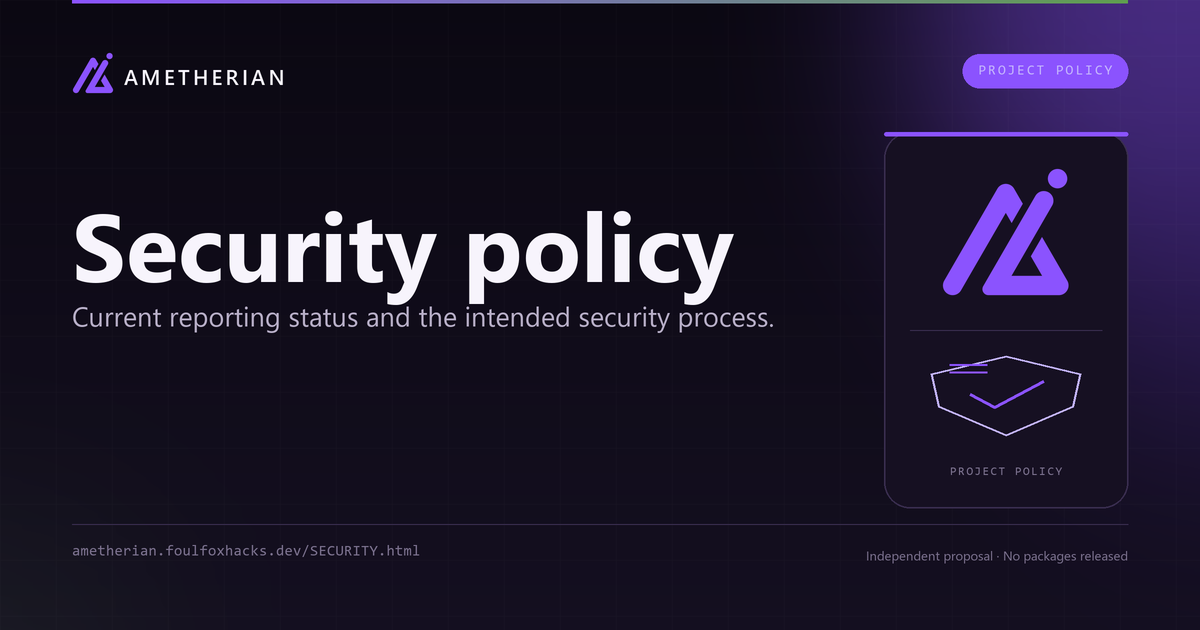 AMETHERIAN
PROJECT POLICY
Security policy
Current reporting status and the intended security process.
PROJECT POLICY
ametherian.foulfoxhacks.dev/SECURITY.html
Independent proposal · No packages released